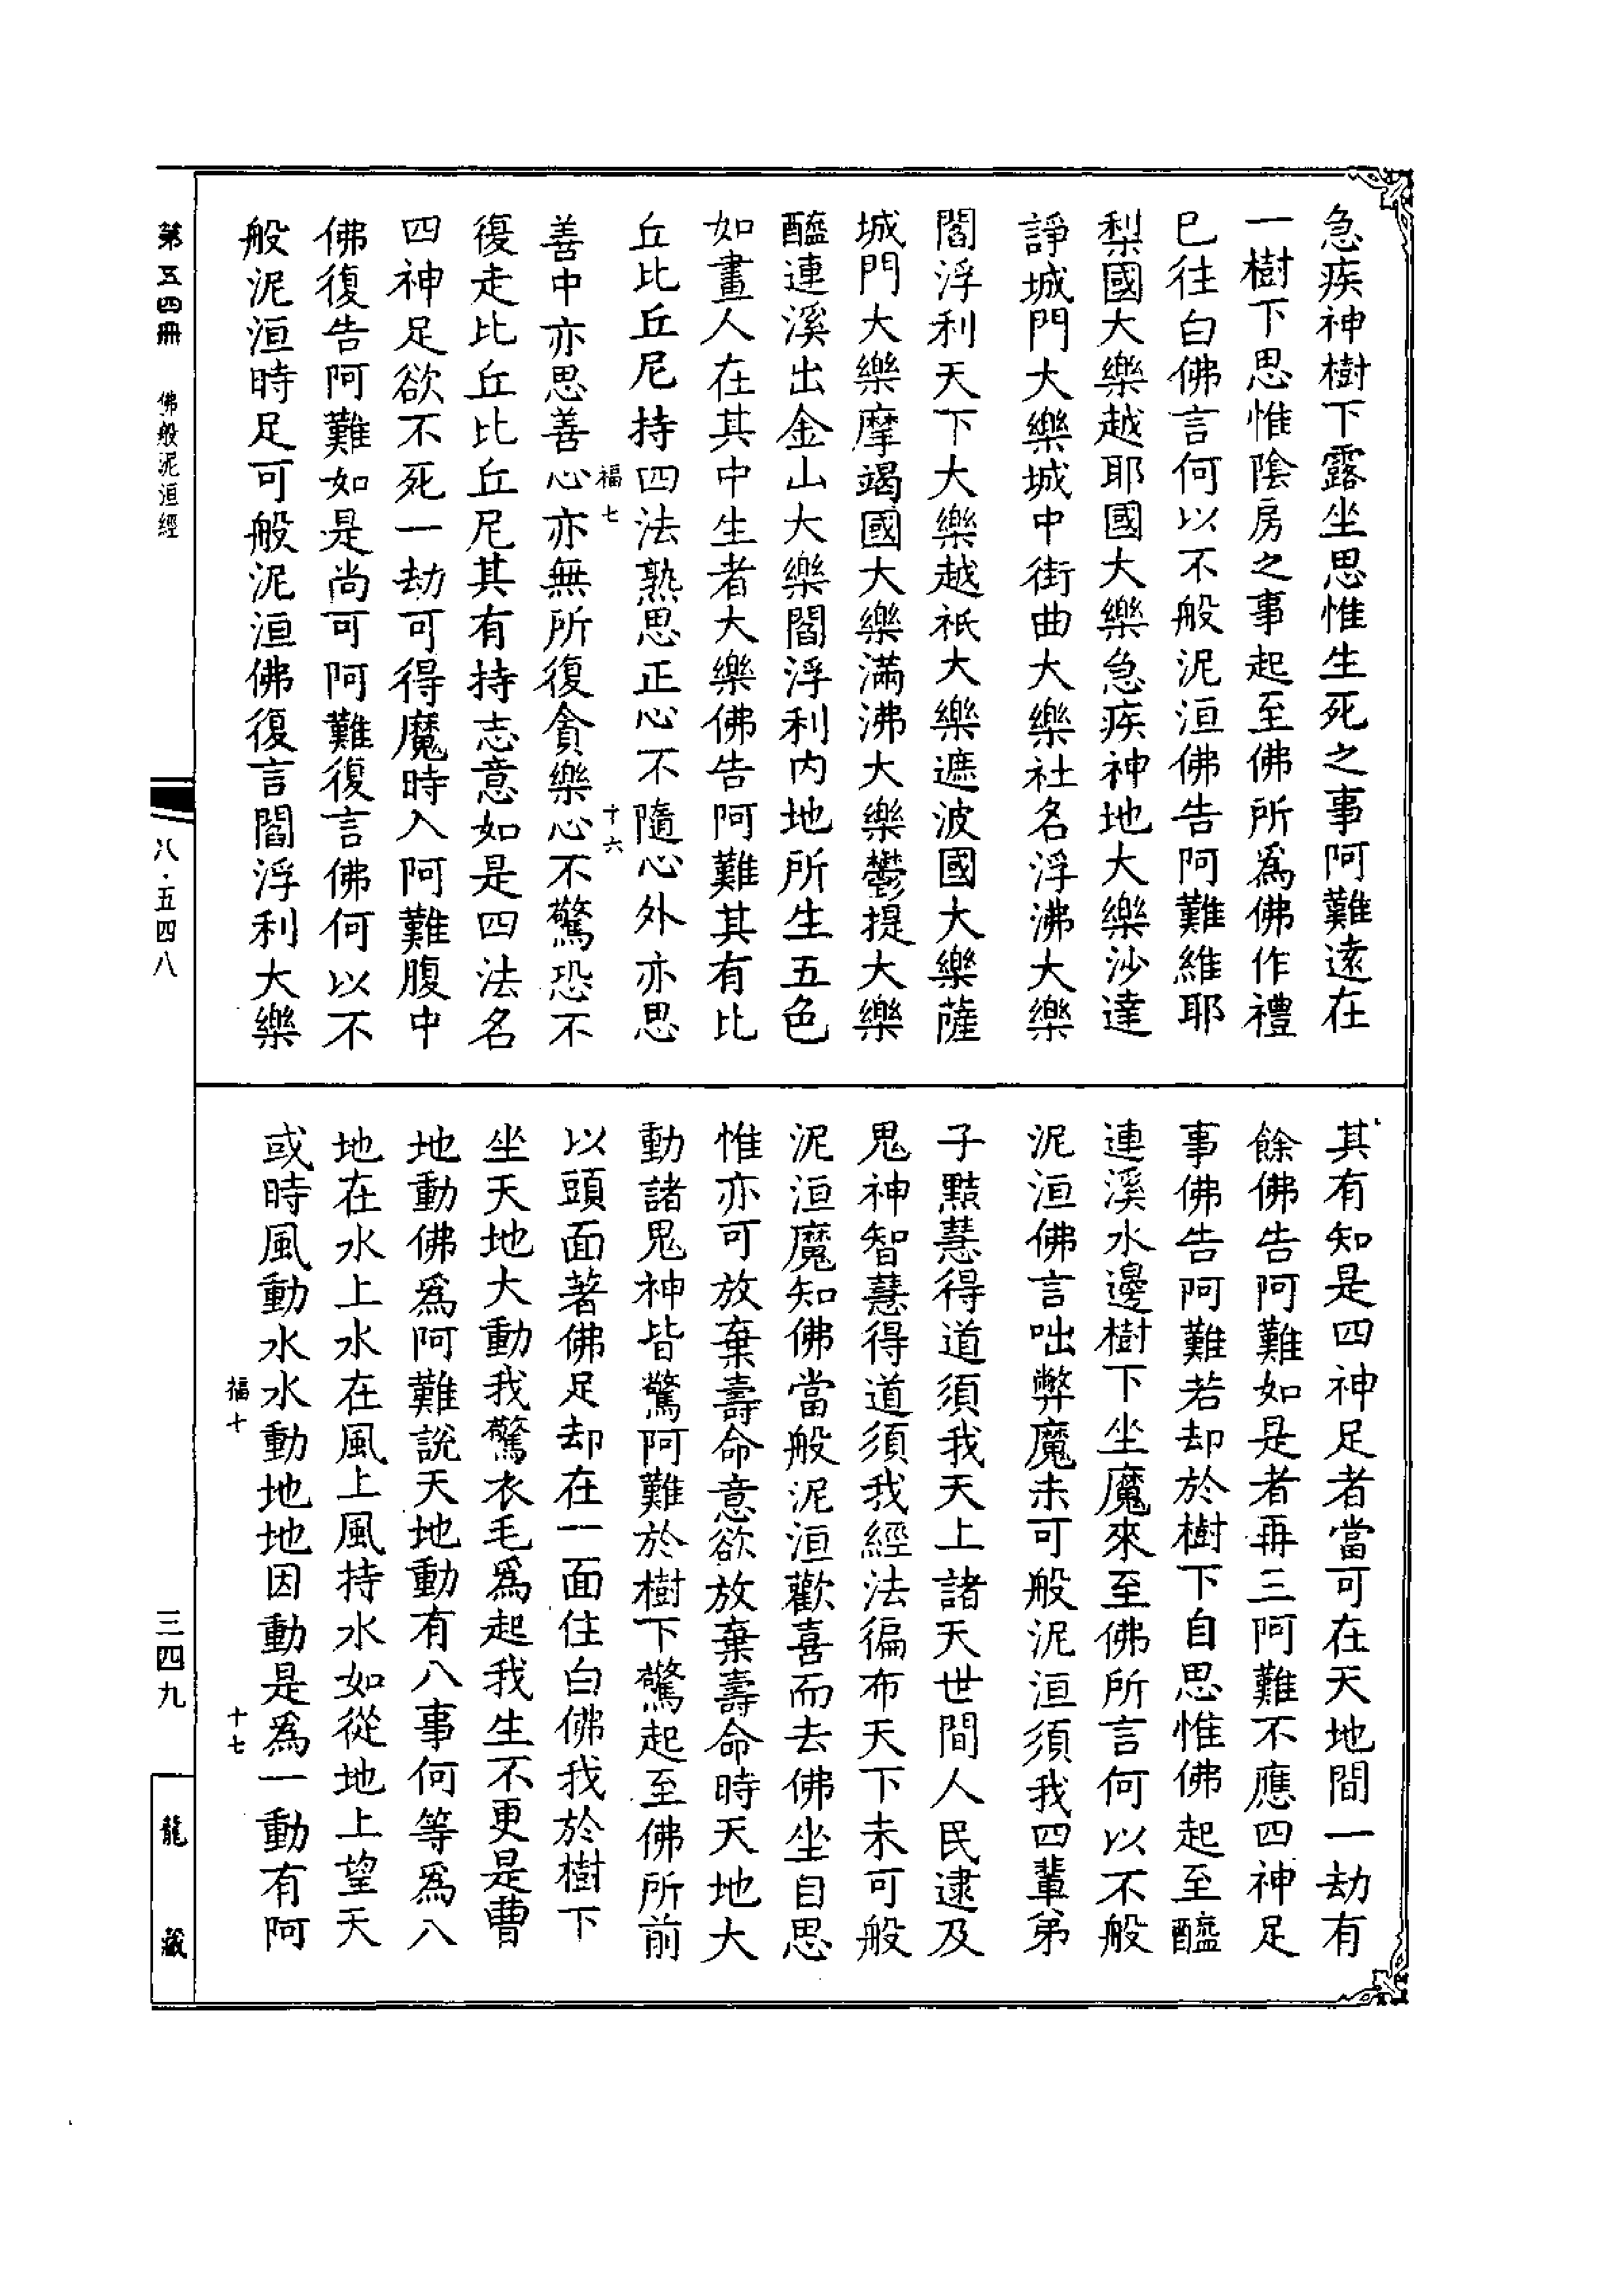 急疾神樹下露坐思惟生死之事阿難遠在
一樹下思惟陰房之事起至佛所爲佛作禮
已往白佛言何以不般泥洹佛告阿難維耶
梨國大樂越耶國大樂急疾神地大樂沙達
諍城門大樂城中街曲大樂社名浮沸大樂
閻浮利天下大樂越祇大樂遮波國大樂薩
城門大樂摩竭國大樂滿沸大樂鬱提大樂
醯連溪出金山大樂閻浮利内地所生五色
如畫人在其中生者大樂佛告阿難其有比
丘比丘尼持四法熟思正心不隨心外亦思
福七 十六
善中亦思善心亦無所復貪樂心不驚恐不
復走比丘比丘尼其有持志意如是四法名
四神足欲不死一劫可得魔時入阿難腹中
佛復告阿難如是尚可阿難復言佛何以不
般泥洹時足可般泥洹佛復言閻浮利大樂
其有知是四神足者當可在天地間一劫有
餘佛告阿難如是者再三阿難不應四神足
事佛告阿難若却於樹下自思惟佛起至醯
連溪水邊樹下坐魔來至佛所言何以不般
泥洹佛言咄弊魔未可般泥洹須我四輩弟
子黠慧得道須我天上諸天世間人民逮及
鬼神智慧得道須我經法徧布天下未可般
泥洹魔知佛當般泥洹歡喜而去佛坐自思
惟亦可放棄壽命意欲放棄壽命時天地大
動諸鬼神皆驚阿難於樹下驚起至佛所前
以頭面著佛足却在一面住白佛我於樹下
坐天地大動我驚衣毛爲起我生不更是曹
地動佛爲阿難說天地動有八事何等爲八
地在水上水在風上風持水如從地上望天
或時風動水水動地地因動是爲一動有阿
福十 十七
第五四冊 佛般泥洹經
八·五四八
三四九
龍藏